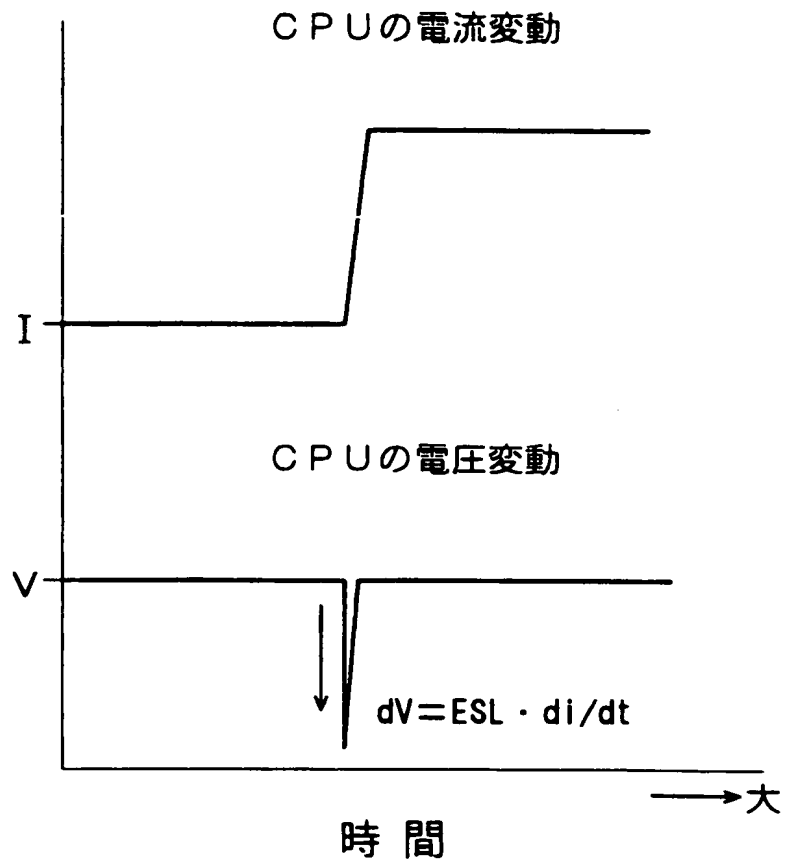 CPUの電流変動
I
CPUの電圧変動
V
dV=ESL・di/dt
大
時間